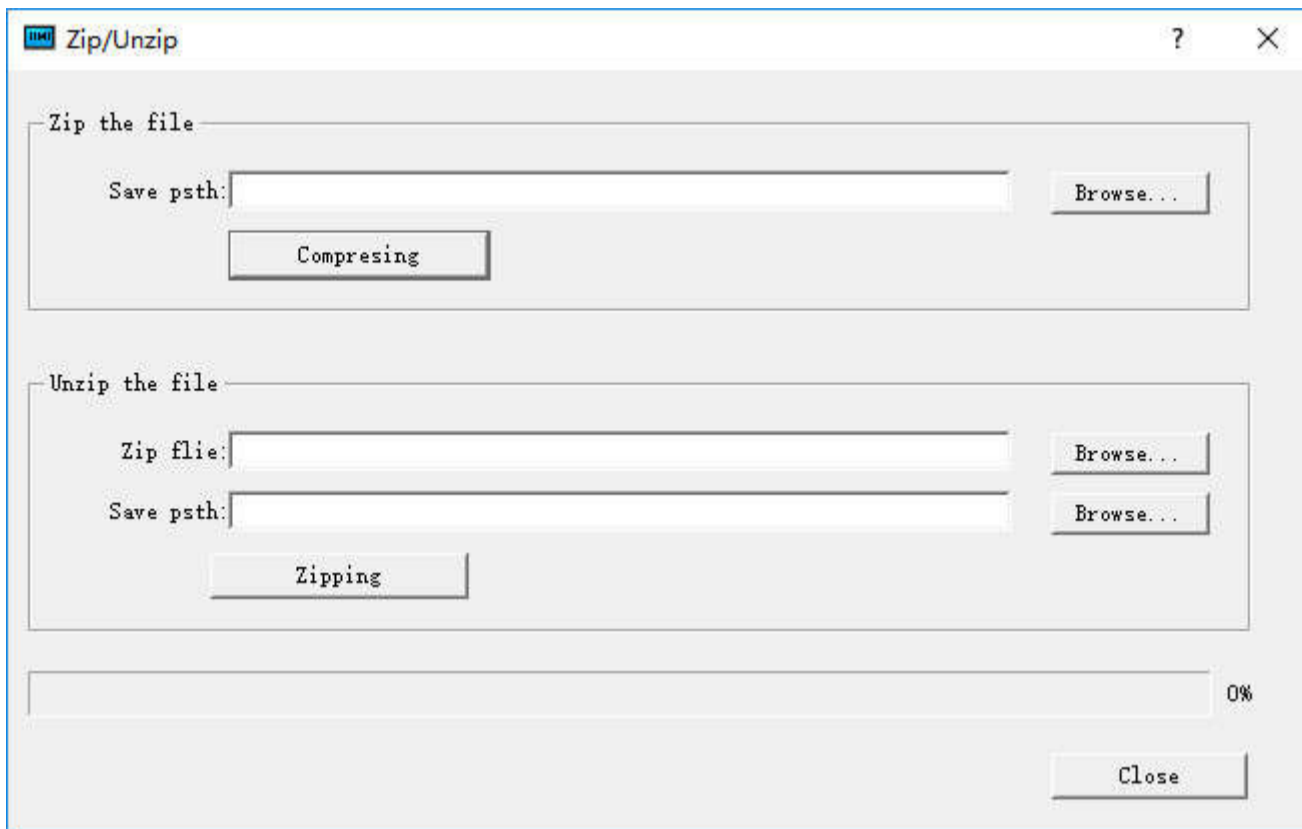 Zip/Unzip ?
Zip the file
Save psth: Browse...
Compresing
Unzip the file
Zip flie: Browse...
Save psth: Browse...
Zipping
0%
Close